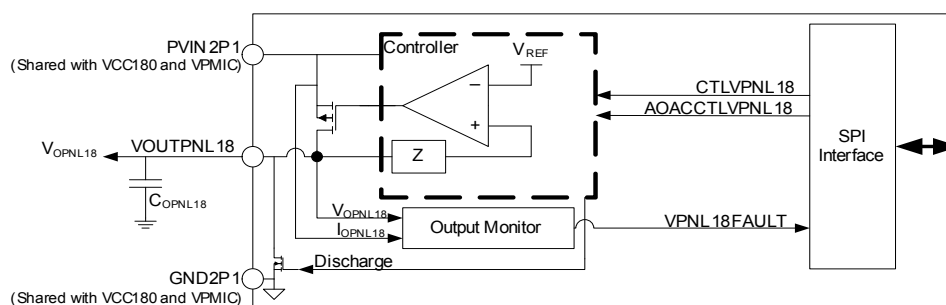 PVIN2P1
(Shared with VCC180 and VPMIC)
Controller
VREF
−
+
Z
CTLVPNL18
AOACCTLVPNL18
SPI
Interface
VOPNL18
VOUTPNL18
COPNL18
VOPNL18
IOPNL18
Output Monitor
VPNL18FAULT
Discharge
GND2P1
(Shared with VCC180 and VPMIC)